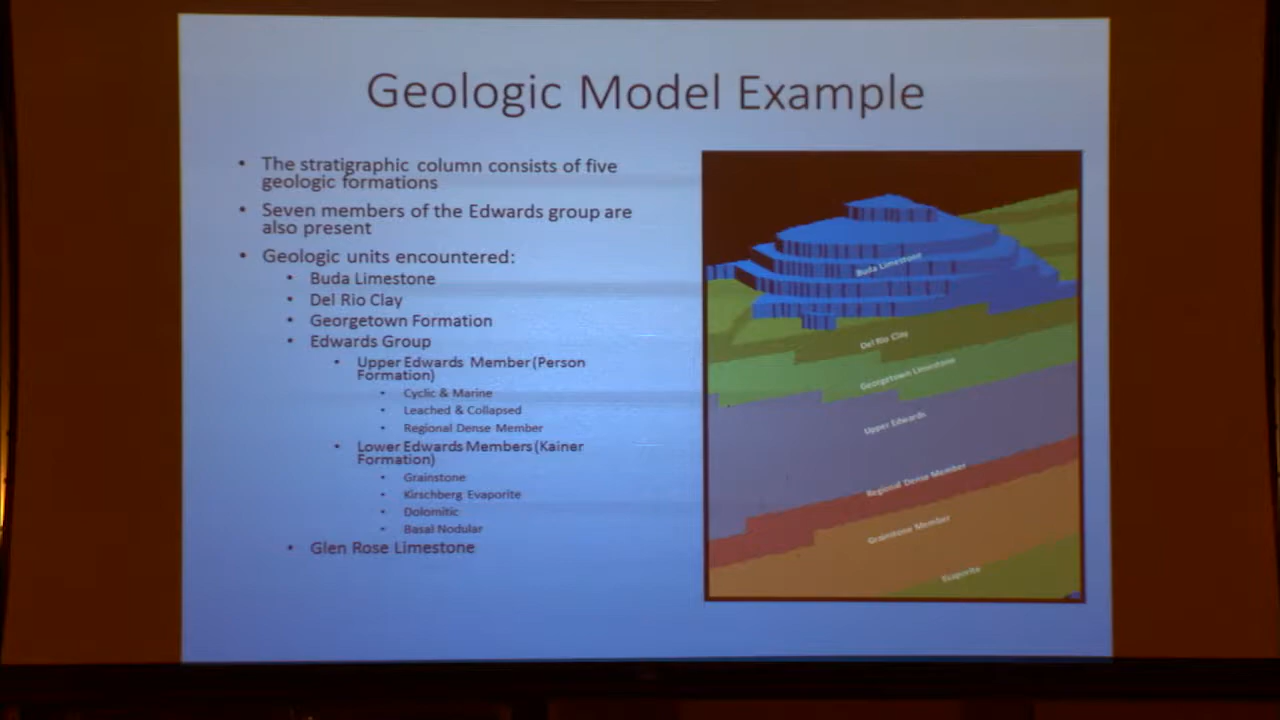 Geologic Model Example
• The stratigraphic column consists of five
geologic formations
• Seven members of the Edwards group are
also present
• Geologic units encountered:
• Buda Limestone
• Del Rio Clay
• Georgetown Formation
• Edwards Group
• Upper Edwards Member(Person
Formation)
• Cyclic & Marine
• Leached & Collapsed
• Regional Dense Member
• Lower Edwards Members(Kainer
Formation)
• Grainstone
• Kirschberg Evaporite
• Dolomitic
• Basal Nodular
• Glen Rose Limestone
Buda Limestone
Del Rio Clay
Georgetown Limestone
Upper Edwards
Regional Dense Member
Grainstone Member
Evaporite